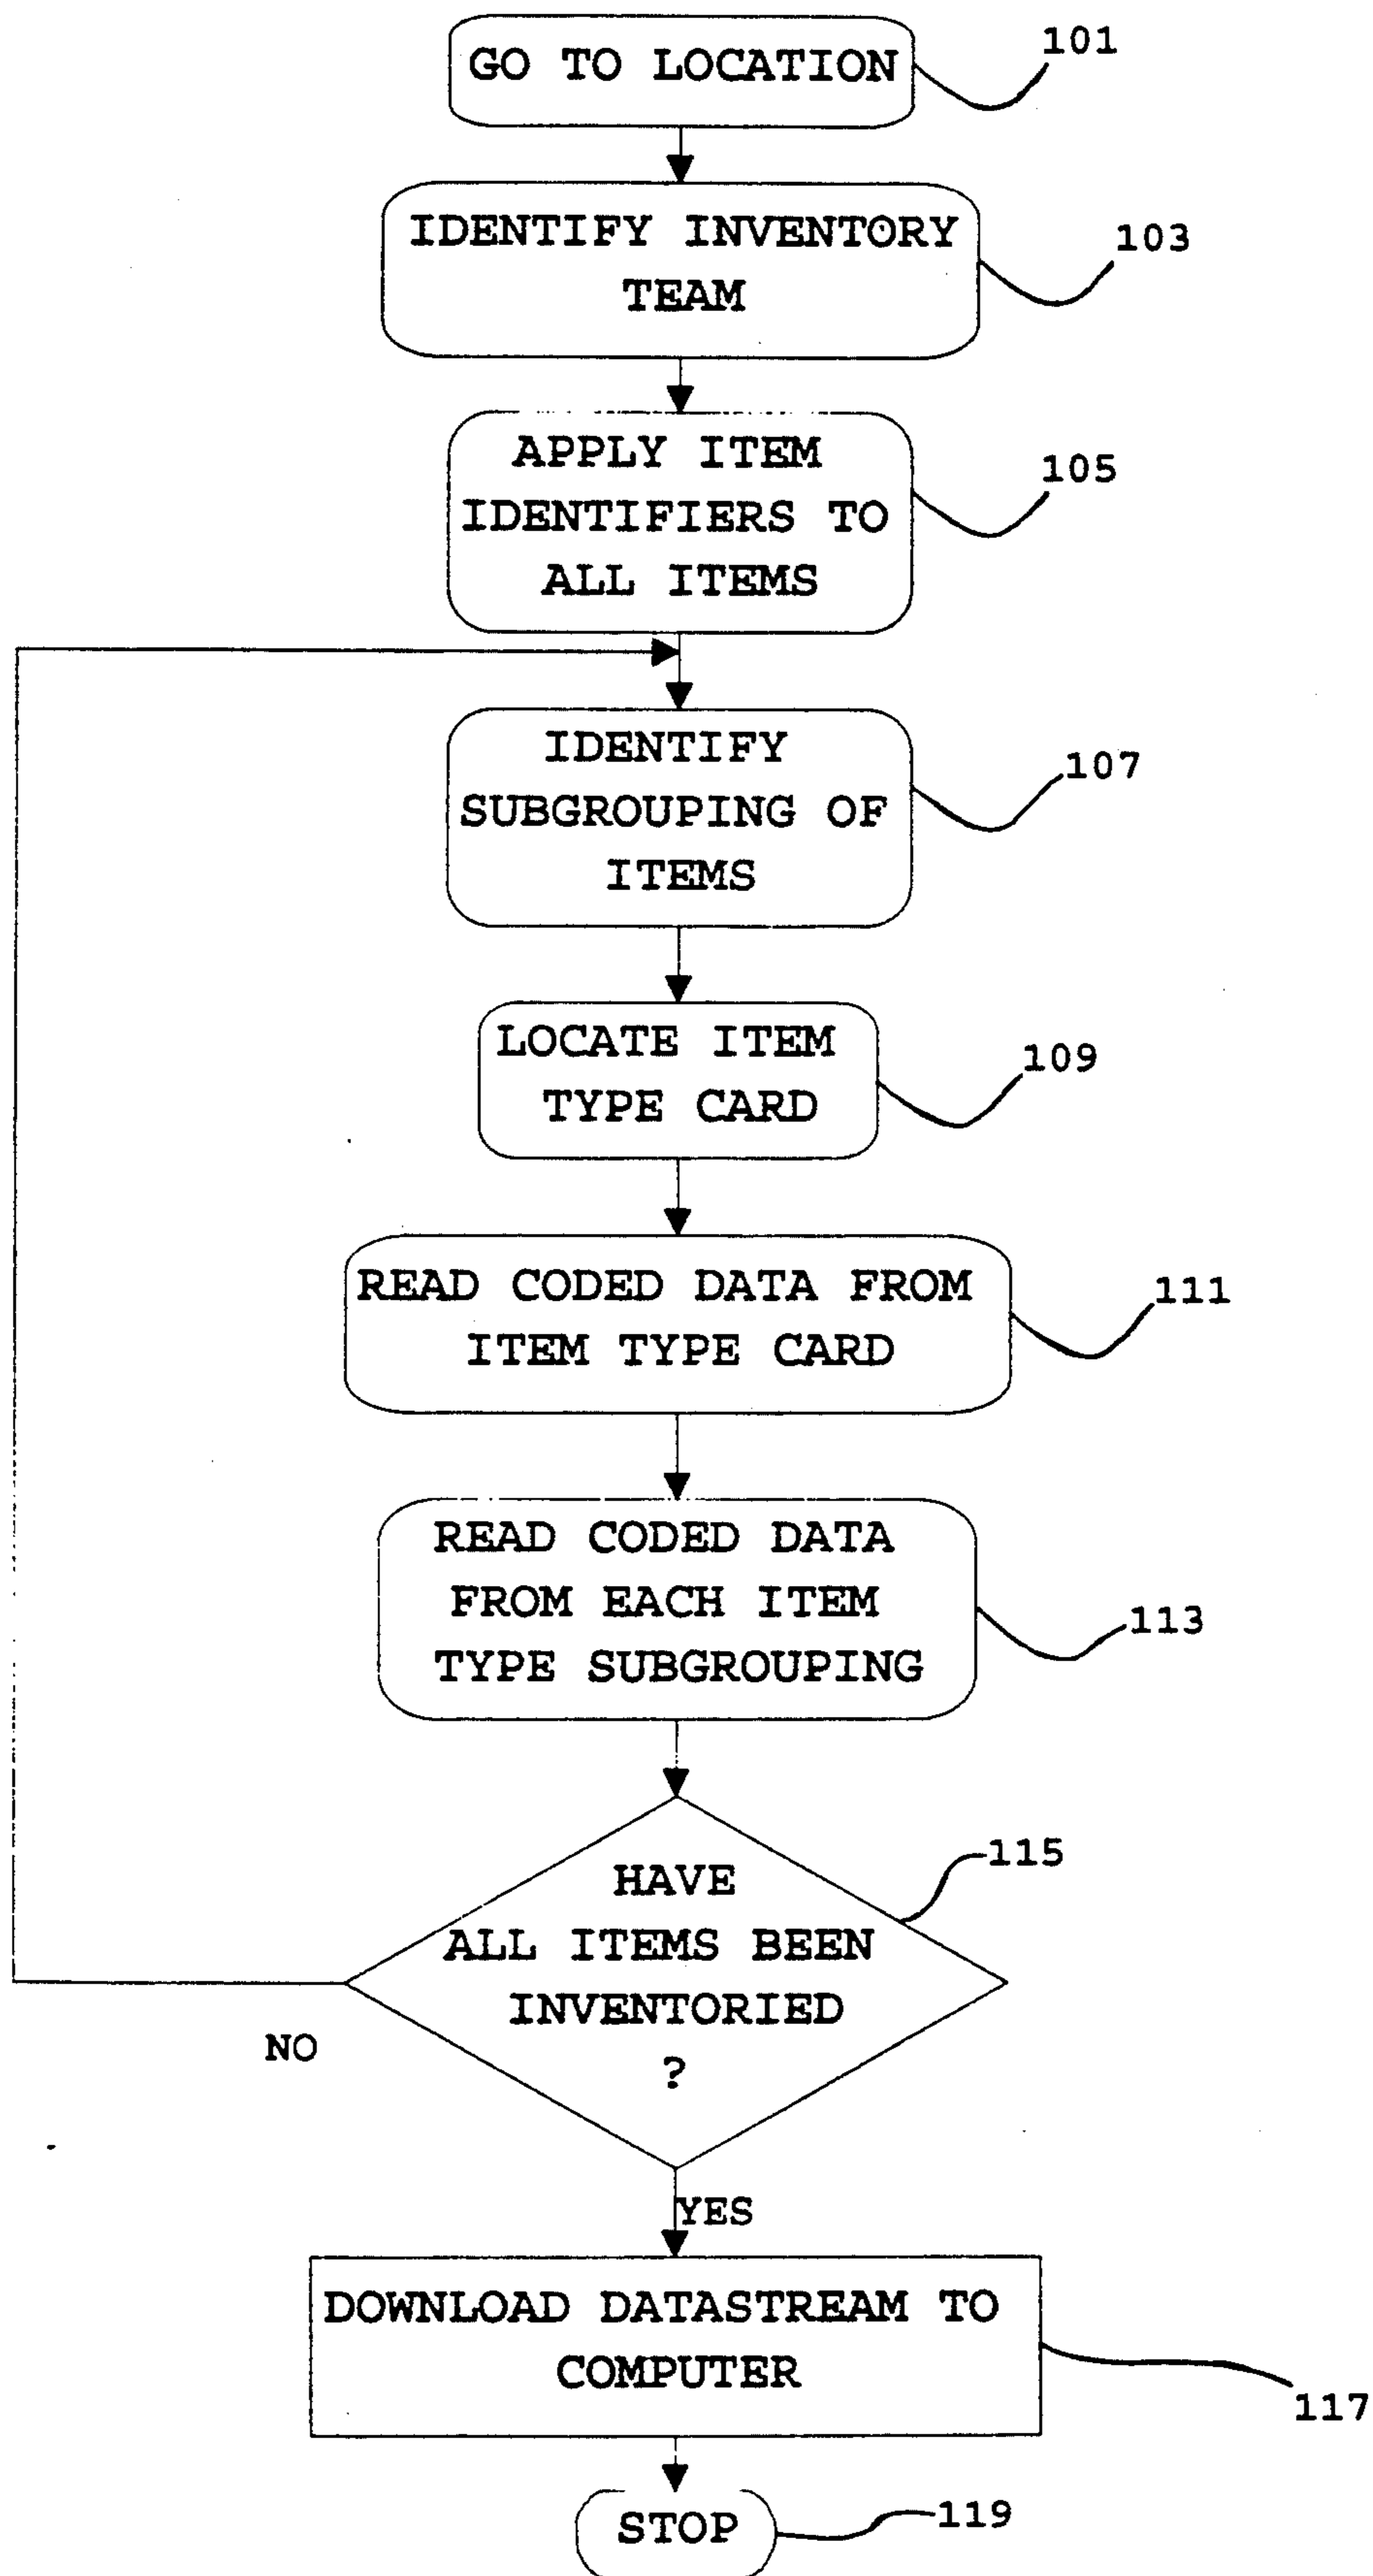 GO TO LOCATION
101
IDENTIFY INVENTORY
TEAM
103
APPLY ITEM
IDENTIFIERS TO
ALL ITEMS
105
IDENTIFY
SUBGROUPING OF
ITEMS
107
LOCATE ITEM
TYPE CARD
109
READ CODED DATA FROM
ITEM TYPE CARD
111
READ CODED DATA
FROM EACH ITEM
TYPE SUBGROUPING
113
HAVE
ALL ITEMS BEEN
INVENTORIED
?
115
NO
YES
DOWNLOAD DATASTREAM TO
COMPUTER
117
STOP
119